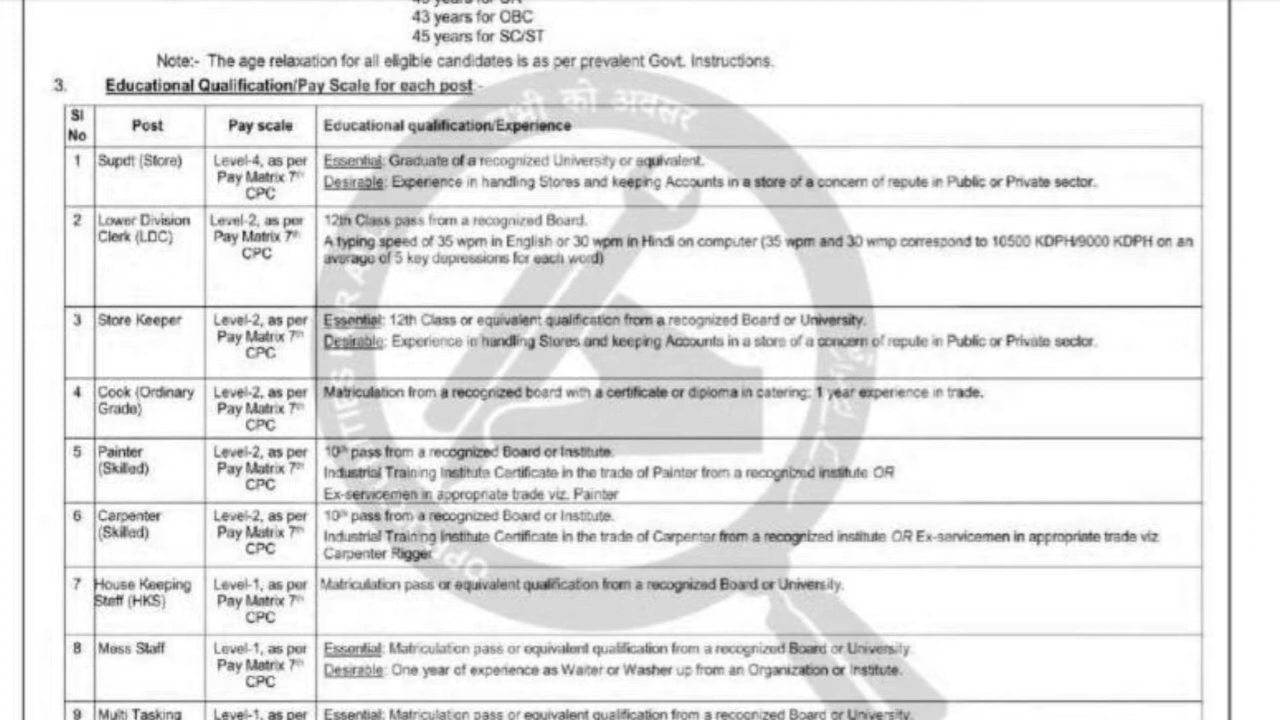 43 years for OBC
45 years for SC/ST
Note:- The age relaxation for all eligible candidates is as per prevalent Govt. Instructions.
3. Educational Qualification/Pay Scale for each post:-
सभी को अवसर
Sl No | Post | Pay scale | Educational qualification/Experience
1 Supdt (Store) Level-4, as per Pay Matrix 7th CPC
Essential: Graduate of a recognized University or equivalent.
Desirable: Experience in handling Stores and keeping Accounts in a store of a concern of repute in Public or Private sector.
2 Lower Division Clerk (LDC) Level-2, as per Pay Matrix 7th CPC
12th Class pass from a recognized Board.
A typing speed of 35 wpm in English or 30 wpm in Hindi on computer (35 wpm and 30 wmp correspond to 10500 KDPH/9000 KDPH on an
average of 5 key depressions for each word)
3 Store Keeper Level-2, as per Pay Matrix 7th CPC
Essential: 12th Class or equivalent qualification from a recognized Board or University.
Desirable: Experience in handling Stores and keeping Accounts in a store of a concern of repute in Public or Private sector.
4 Cook (Ordinary Grade) Level-2, as per Pay Matrix 7th CPC
Matriculation from a recognized board with a certificate or diploma in catering; 1 year experience in trade.
5 Painter (Skilled) Level-2, as per Pay Matrix 7th CPC
10th pass from a recognized Board or Institute.
Industrial Training Institute Certificate in the trade of Painter from a recognized institute OR
Ex-servicemen in appropriate trade viz. Painter
6 Carpenter (Skilled) Level-2, as per Pay Matrix 7th CPC
10th pass from a recognized Board or Institute.
Industrial Training Institute Certificate in the trade of Carpenter from a recognized institute OR Ex-servicemen in appropriate trade viz.
Carpenter Rigger
7 House Keeping Staff (HKS) Level-1, as per Pay Matrix 7th CPC
Matriculation pass or equivalent qualification from a recognized Board or University.
8 Mess Staff Level-1, as per Pay Matrix 7th CPC
Essential: Matriculation pass or equivalent qualification from a recognized Board or University.
Desirable: One year of experience as Waiter or Washer up from an Organization or Institute.
9 Multi Tasking Level-1, as per
Essential: Matriculation pass or equivalent qualification from a recognized Board or University.